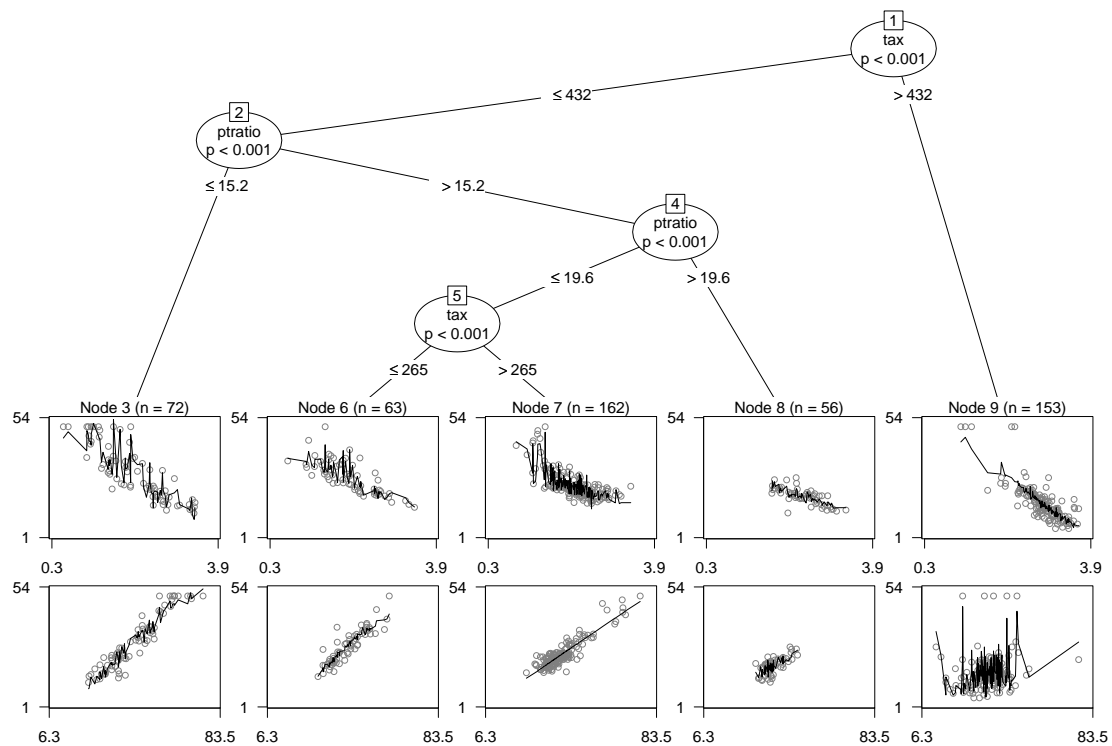 1
tax
p < 0.001
≤ 432
> 432
2
ptratio
p < 0.001
≤ 15.2
> 15.2
4
ptratio
p < 0.001
≤ 19.6
> 19.6
5
tax
p < 0.001
≤ 265
> 265
Node 3 (n = 72)
Node 6 (n = 63)
Node 7 (n = 162)
Node 8 (n = 56)
Node 9 (n = 153)
54 54 54 54 54
1 1 1 1 1
0.3 3.9 0.3 3.9 0.3 3.9 0.3 3.9 0.3 3.9
54 54 54 54 54
1 1 1 1 1
6.3 83.5 6.3 83.5 6.3 83.5 6.3 83.5 6.3 83.5